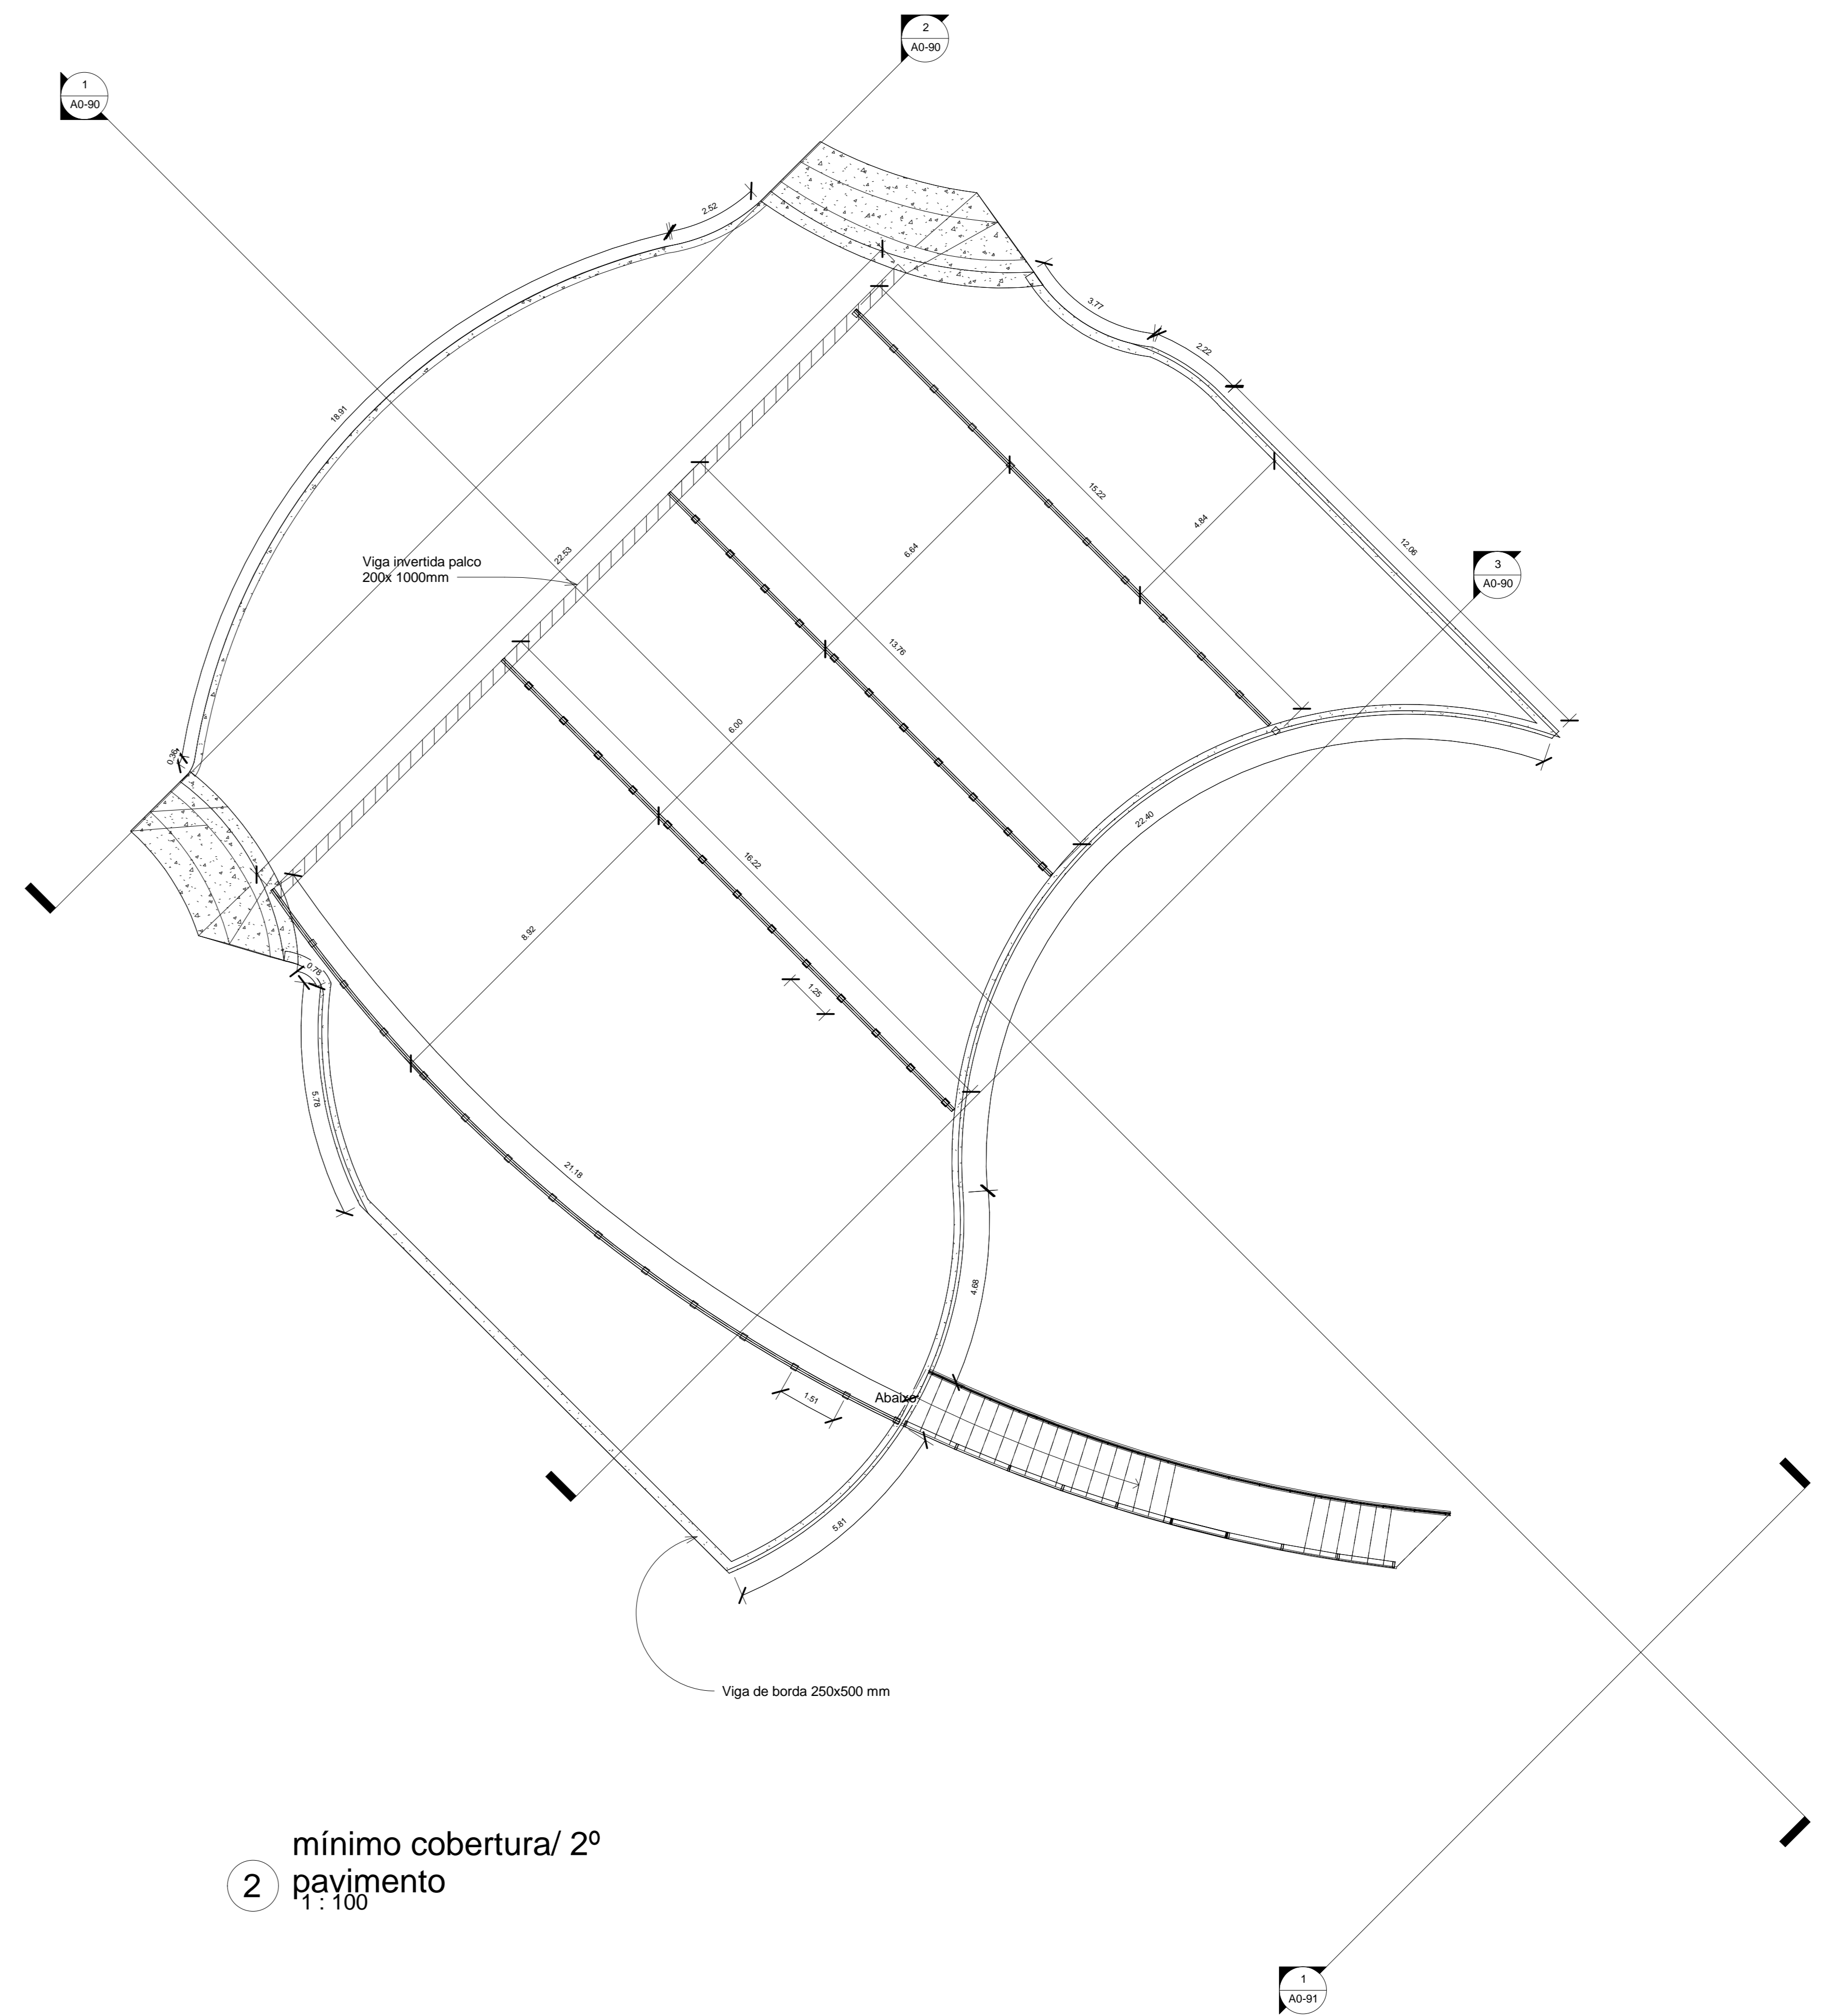 2
A0-90
1
A0-90
2.52
3.77
2.22
18.91
15.22
4.84
12.06
22.53
6.64
Viga invertida palco
200x 1000mm
3
A0-90
13.76
6.00
0.36
22.40
16.22
8.92
0.78
1.25
5.78
21.18
4.68
Abaixo
1.51
5.81
Viga de borda 250x500 mm
mínimo cobertura/ 2º
2
pavimento
1 : 100
1
A0-91